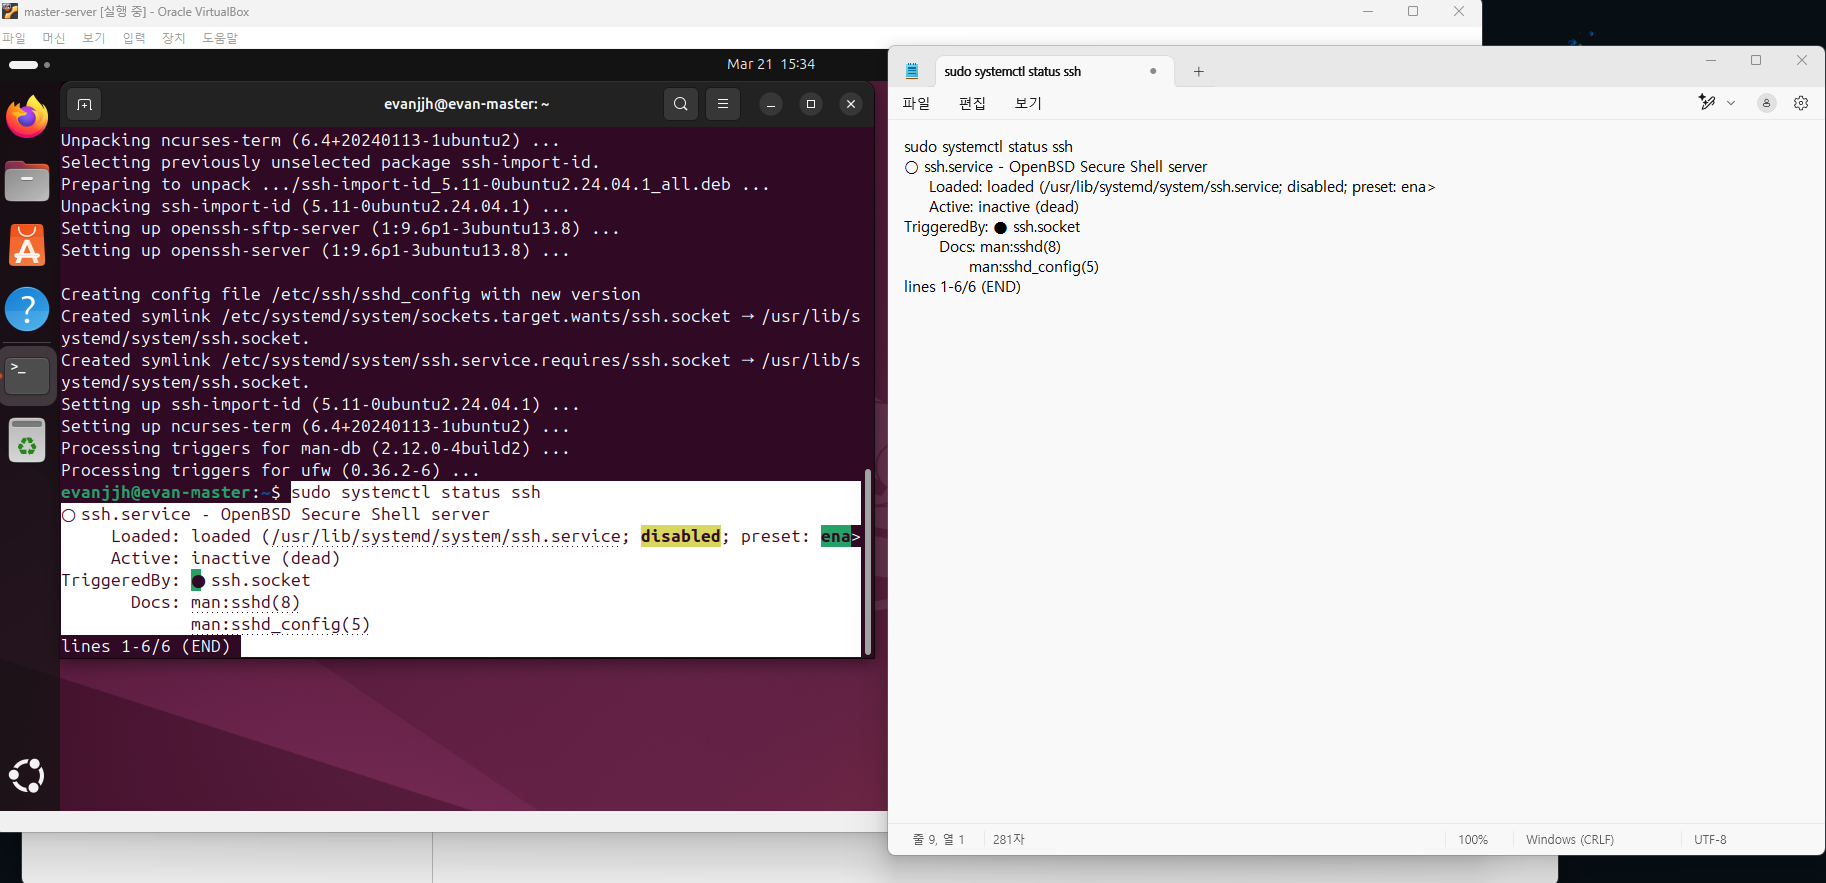 master-server [실행 중] - Oracle VirtualBox
파일 머신 보기 입력 장치 도움말
Mar 21 15:34
evanjjh@evan-master: ~
Unpacking ncurses-term (6.4+20240113-1ubuntu2) ...
Selecting previously unselected package ssh-import-id.
Preparing to unpack .../ssh-import-id_5.11-0ubuntu2.24.04.1_all.deb ...
Unpacking ssh-import-id (5.11-0ubuntu2.24.04.1) ...
Setting up openssh-sftp-server (1:9.6p1-3ubuntu13.8) ...
Setting up openssh-server (1:9.6p1-3ubuntu13.8) ...
Creating config file /etc/ssh/sshd_config with new version
Created symlink /etc/systemd/system/sockets.target.wants/ssh.socket → /usr/lib/s
ystemd/system/ssh.socket.
Created symlink /etc/systemd/system/ssh.service.requires/ssh.socket → /usr/lib/s
ystemd/system/ssh.socket.
Setting up ssh-import-id (5.11-0ubuntu2.24.04.1) ...
Setting up ncurses-term (6.4+20240113-1ubuntu2) ...
Processing triggers for man-db (2.12.0-4build2) ...
Processing triggers for ufw (0.36.2-6) ...
evanjjh@evan-master:~$ sudo systemctl status ssh
○ ssh.service - OpenBSD Secure Shell server
Loaded: loaded (/usr/lib/systemd/system/ssh.service; disabled; preset: ena>
Active: inactive (dead)
TriggeredBy: ● ssh.socket
Docs: man:sshd(8)
man:sshd_config(5)
lines 1-6/6 (END)
sudo systemctl status ssh
파일 편집 보기
sudo systemctl status ssh
○ ssh.service - OpenBSD Secure Shell server
Loaded: loaded (/usr/lib/systemd/system/ssh.service; disabled; preset: ena>
Active: inactive (dead)
TriggeredBy: ● ssh.socket
Docs: man:sshd(8)
man:sshd_config(5)
lines 1-6/6 (END)
줄 9, 열 1 281자 100% Windows (CRLF) UTF-8